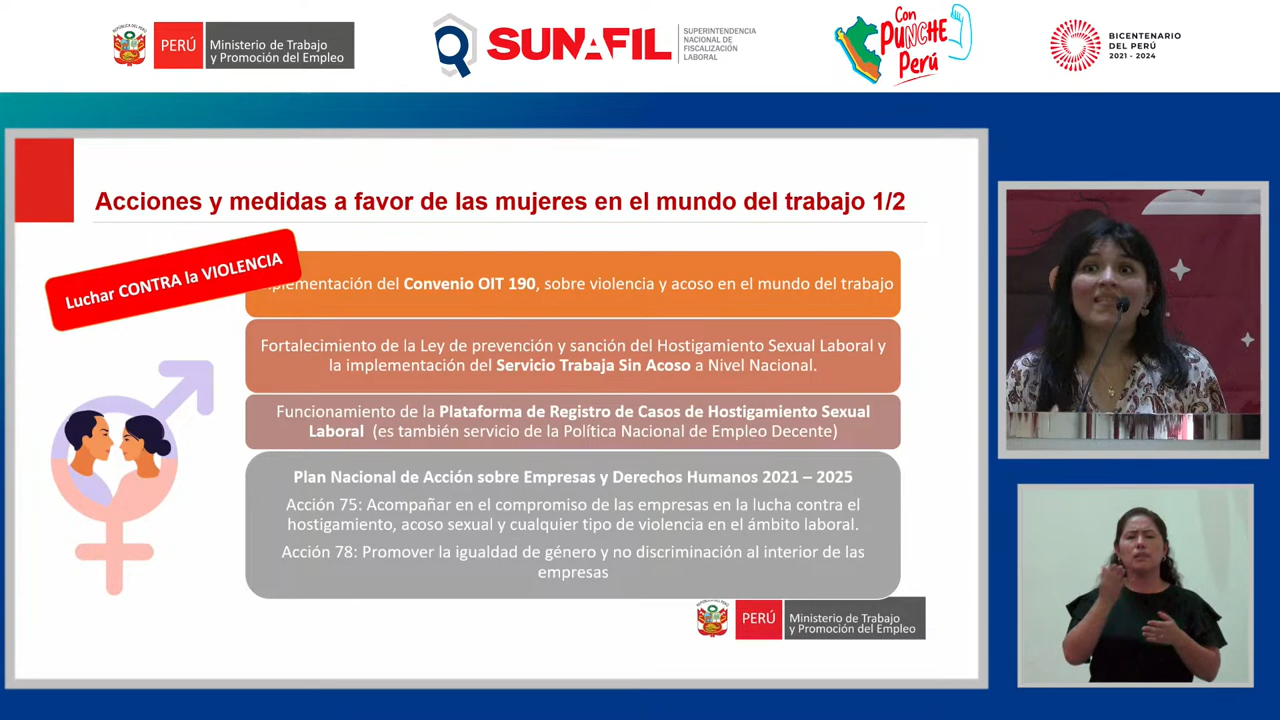 REPÚBLICA DEL PERÚ
PERÚ
Ministerio de Trabajo
y Promoción del Empleo
SUNAFIL
SUPERINTENDENCIA
NACIONAL DE
FISCALIZACIÓN
LABORAL
Con
PUNCHE
Perú
BICENTENARIO
DEL PERÚ
2021 - 2024
Acciones y medidas a favor de las mujeres en el mundo del trabajo 1/2
Luchar CONTRA la VIOLENCIA
plementación del Convenio OIT 190, sobre violencia y acoso en el mundo del trabajo
Fortalecimiento de la Ley de prevención y sanción del Hostigamiento Sexual Laboral y
la implementación del Servicio Trabaja Sin Acoso a Nivel Nacional.
Funcionamiento de la Plataforma de Registro de Casos de Hostigamiento Sexual
Laboral (es también servicio de la Política Nacional de Empleo Decente)
Plan Nacional de Acción sobre Empresas y Derechos Humanos 2021 – 2025
Acción 75: Acompañar en el compromiso de las empresas en la lucha contra el
hostigamiento, acoso sexual y cualquier tipo de violencia en el ámbito laboral.
Acción 78: Promover la igualdad de género y no discriminación al interior de las
empresas
PERÚ
Ministerio de Trabajo
y Promoción del Empleo